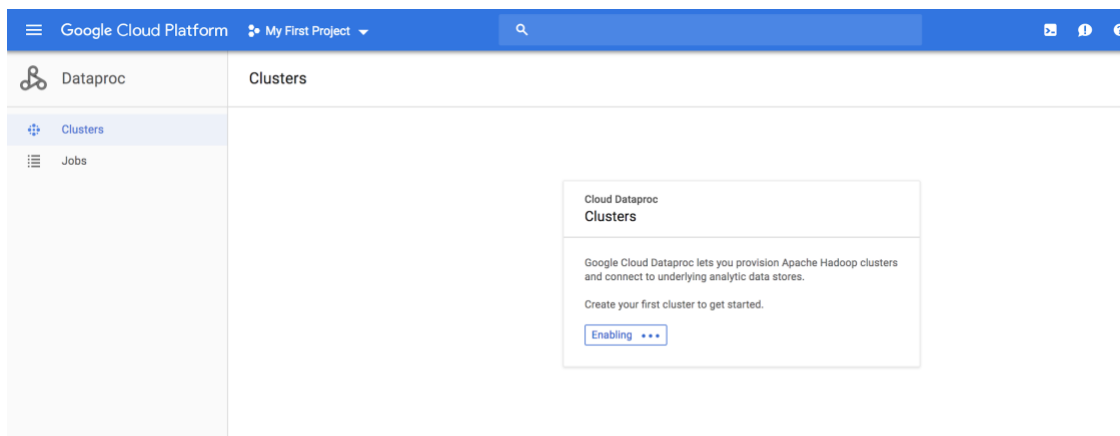 Google Cloud Platform My First Project
Dataproc
Clusters
Clusters
Jobs
Cloud Dataproc
Clusters
Google Cloud Dataproc lets you provision Apache Hadoop clusters
and connect to underlying analytic data stores.
Create your first cluster to get started.
Enabling